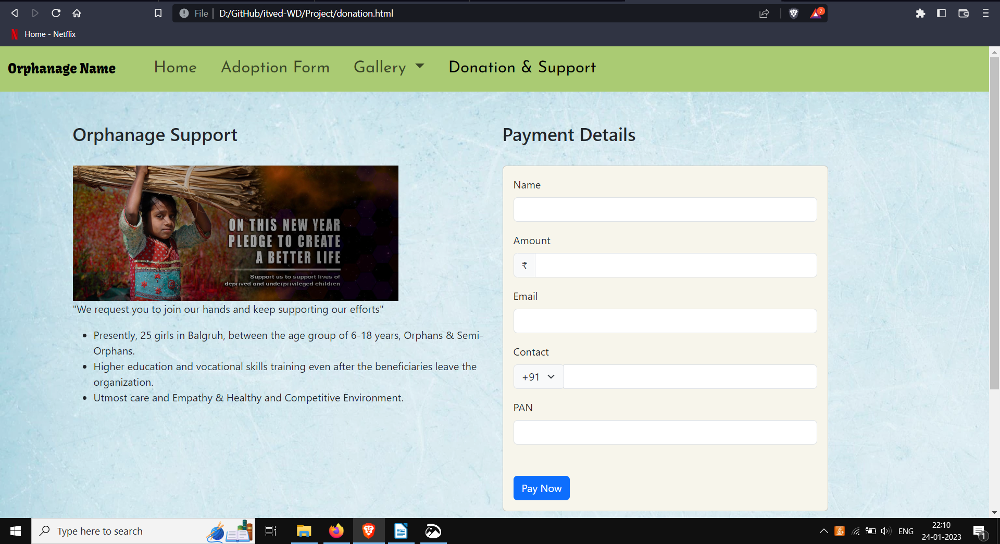 File | D:/GitHub/itved-WD/Project/donation.html
7
Home - Netflix
Orphanage Name
Home
Adoption Form
Gallery
Donation & Support
Orphanage Support
ON THIS NEW YEAR
PLEDGE TO CREATE
A BETTER LIFE
Support us to support lives of
deprived and underprivileged children
"We request you to join our hands and keep supporting our efforts"
• Presently, 25 girls in Balgruh, between the age group of 6-18 years, Orphans & Semi-
Orphans.
• Higher education and vocational skills training even after the beneficiaries leave the
organization.
• Utmost care and Empathy & Healthy and Competitive Environment.
Payment Details
Name
Amount
₹
Email
Contact
+91
PAN
Pay Now
Type here to search
ENG
22:10
24-01-2023
1